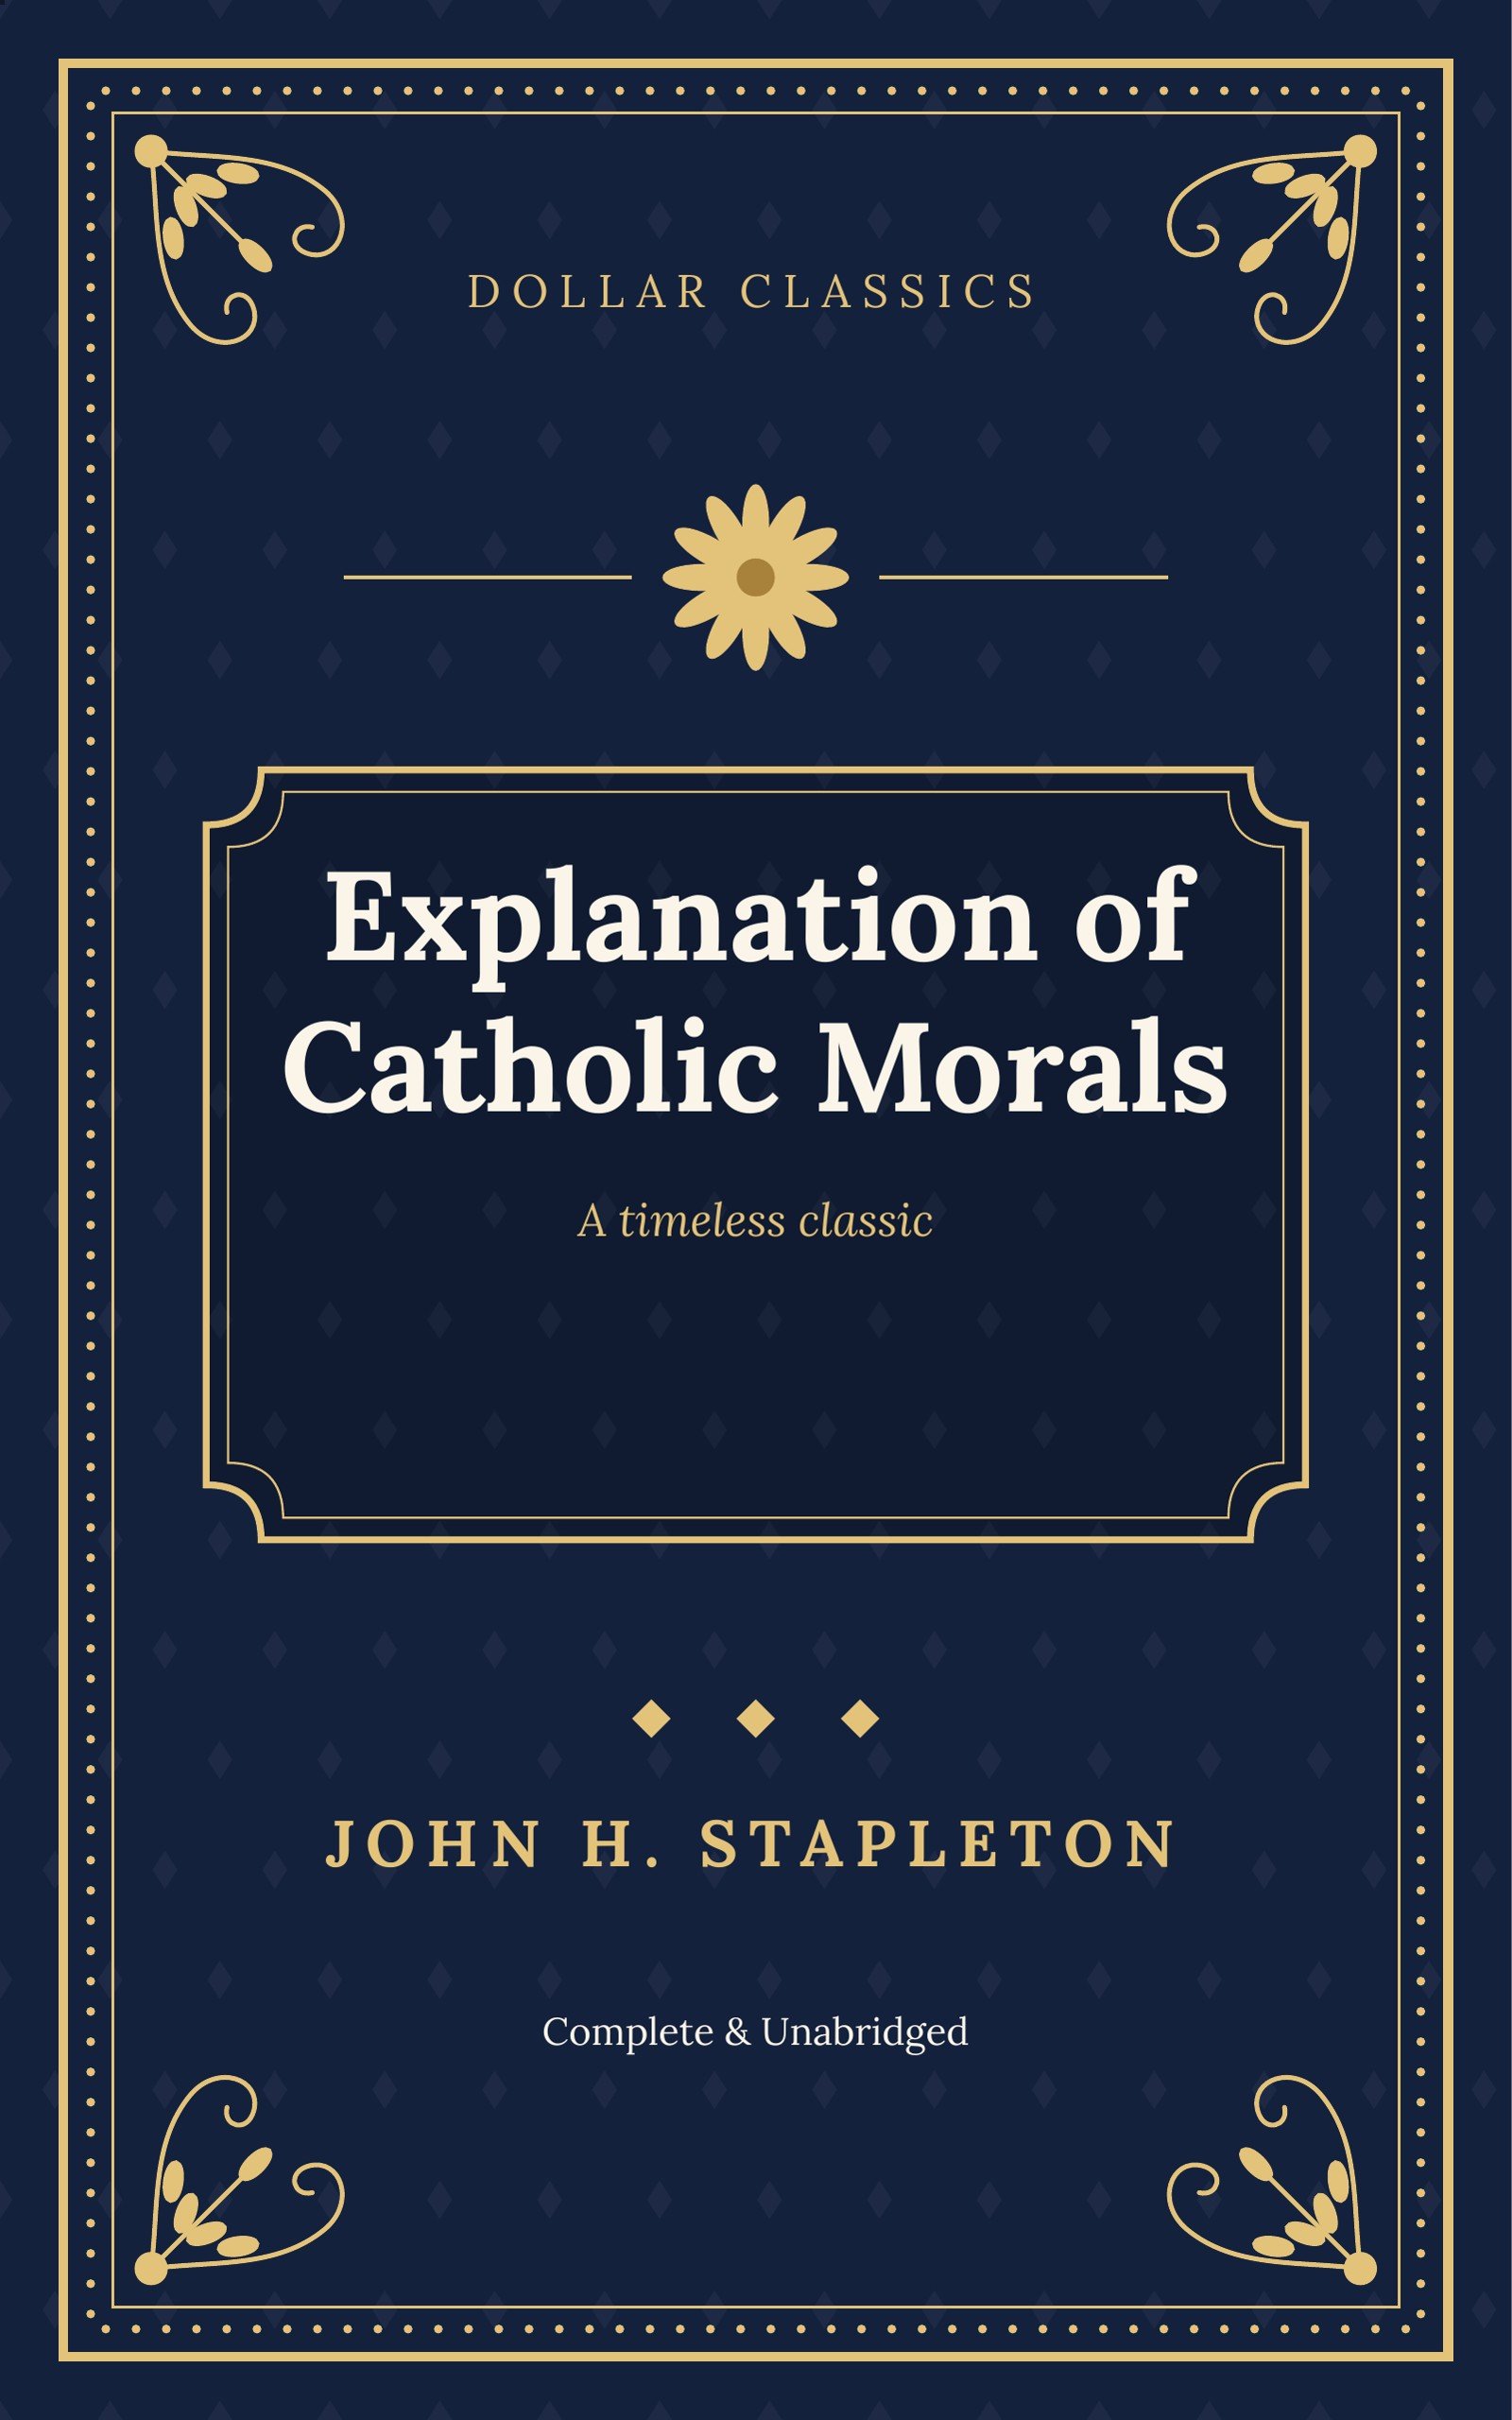 DOLLAR CLASSICS
Explanation of
Catholic Morals
A timeless classic
JOHN H. STAPLETON
Complete & Unabridged